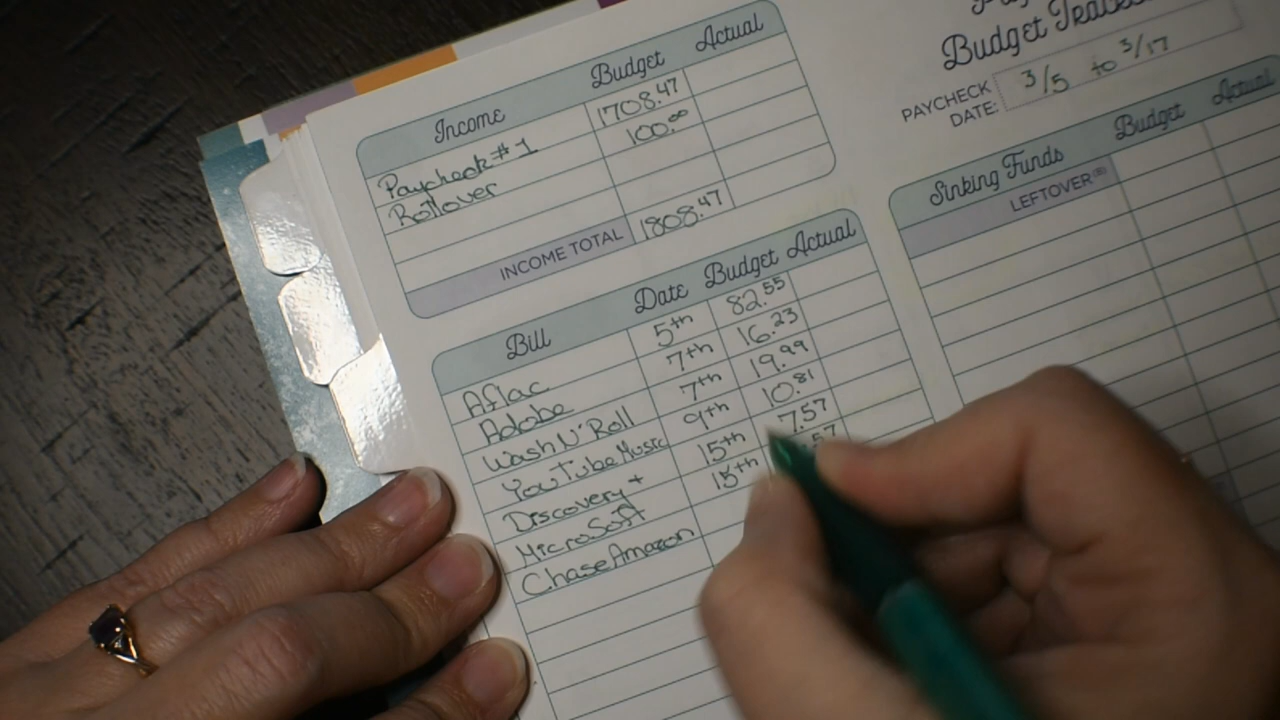 Budget Tracker
PAYCHECK DATE: 3/5 to 3/17
Income Budget Actual
Paycheck #1 1708.47
Rollover 100.00
INCOME TOTAL 1808.47
Bill Date Budget Actual
Aflac 5th 82.55
Adobe 7th 16.23
Wash N' Roll 7th 19.99
YouTube Music 9th 10.81
Discovery + 15th 7.57
Microsoft 15th .57
Chase Amazon
Sinking Funds Budget Actual
LEFTOVER